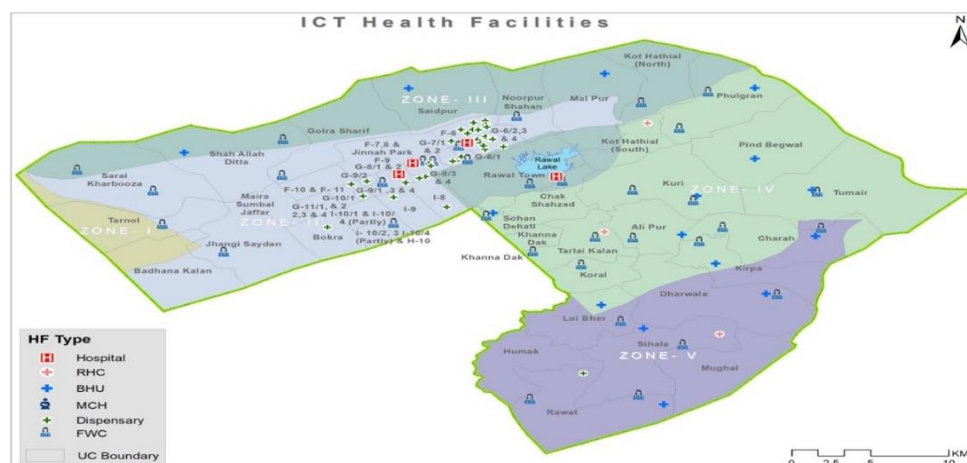 ICT Health Facilities
N
Kot Hathial
(North)
Phulgran
Mal Pur
ZONE- III
Noorpur
Shahan
Saidpur
F-6
G-6/2,3
& 4
G-7/1
& 2
F-7,8 &
Jinnah Park
G-8/1
Golra Sharif
Shah Allah
Ditta
Kot Hathial
(South)
Pind Begwal
Rawal
Lake
Rawal Town
F-9
G-8/1 & 2
G-9/2
G-8/3
& 4
Sarai
Kharbooza
F-10 & F- 11
G-9/1 ,3 & 4
G-10/1
G-11/1, and
2,3 & 4
I-10/1 & I-10/
4 (Partly)
I-8
I-9
Maira
Sumbal
Jaffar
ZONE- II
Chak
Shahzad
Kuri
ZONE- IV
Tumair
Tarnol
ZONE- I
Bokra
I- 10/2, 3 I-10/4
(Partly) & H-10
Sohan
Dehati
Khanna
Dak
Khanna Dak
Tarlai Kalan
Ali Pur
Charah
Jhangi Saydan
Badhana Kalan
Koral
Kirpa
Dharwala
Loi Bher
Humak
Sihala
ZONE- V
Mughal
Rawat
HF Type
H Hospital
RHC
BHU
MCH
Dispensary
FWC
UC Boundary
KM
0 2.5 5 10